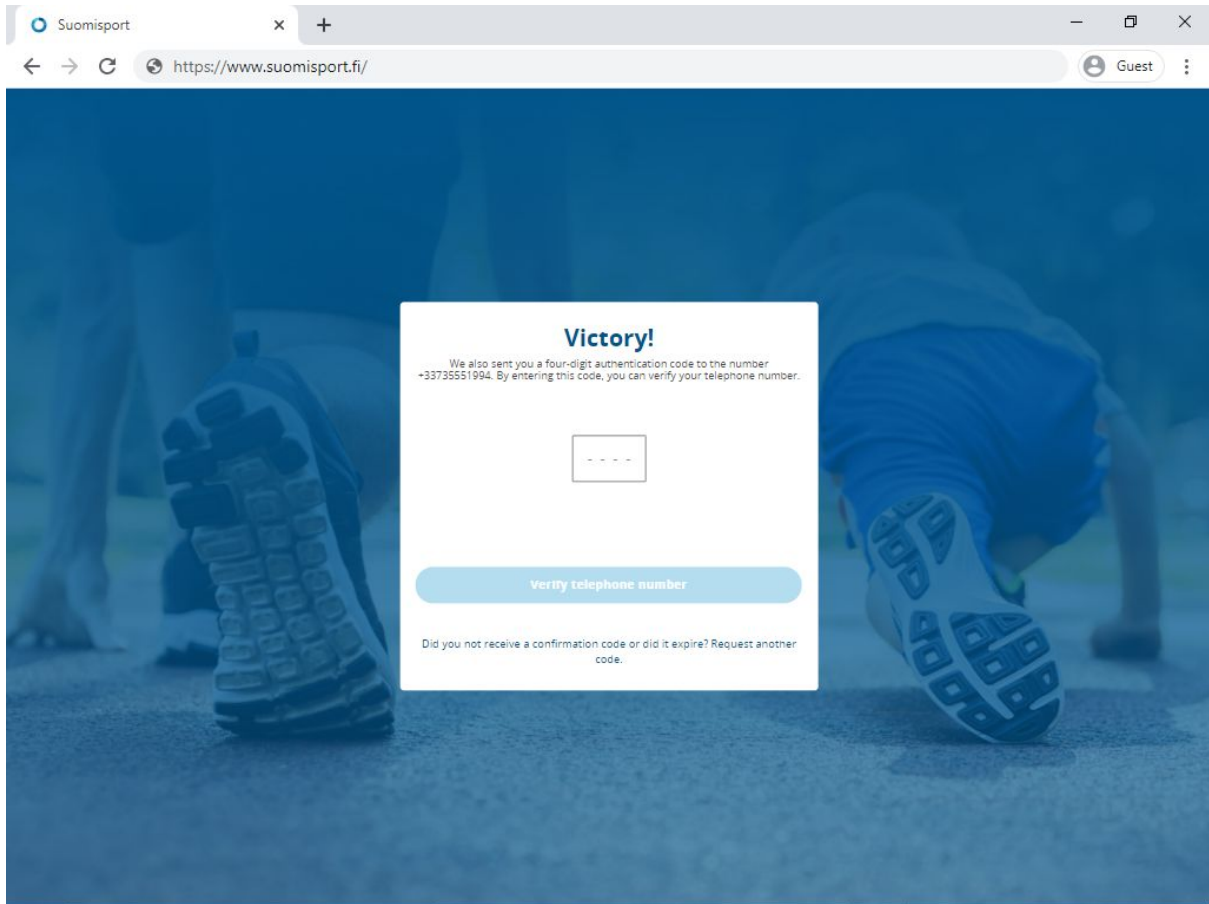 Suomisport
https://www.suomisport.fi/
Guest
Victory!
We also sent you a four-digit authentication code to the number
+33735551994. By entering this code, you can verify your telephone number.
- - - -
Verify telephone number
Did you not receive a confirmation code or did it expire? Request another
code.